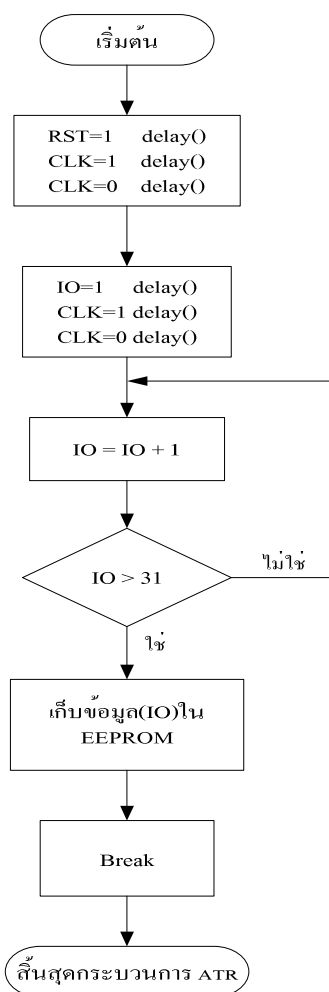 เริ่มต้น
RST=1 delay()
CLK=1 delay()
CLK=0 delay()
IO=1 delay()
CLK=1 delay()
CLK=0 delay()
IO = IO + 1
IO > 31
ไม่ใช่
ใช่
เก็บข้อมูล(IO)ใน
EEPROM
Break
สิ้นสุดกระบวนการ ATR